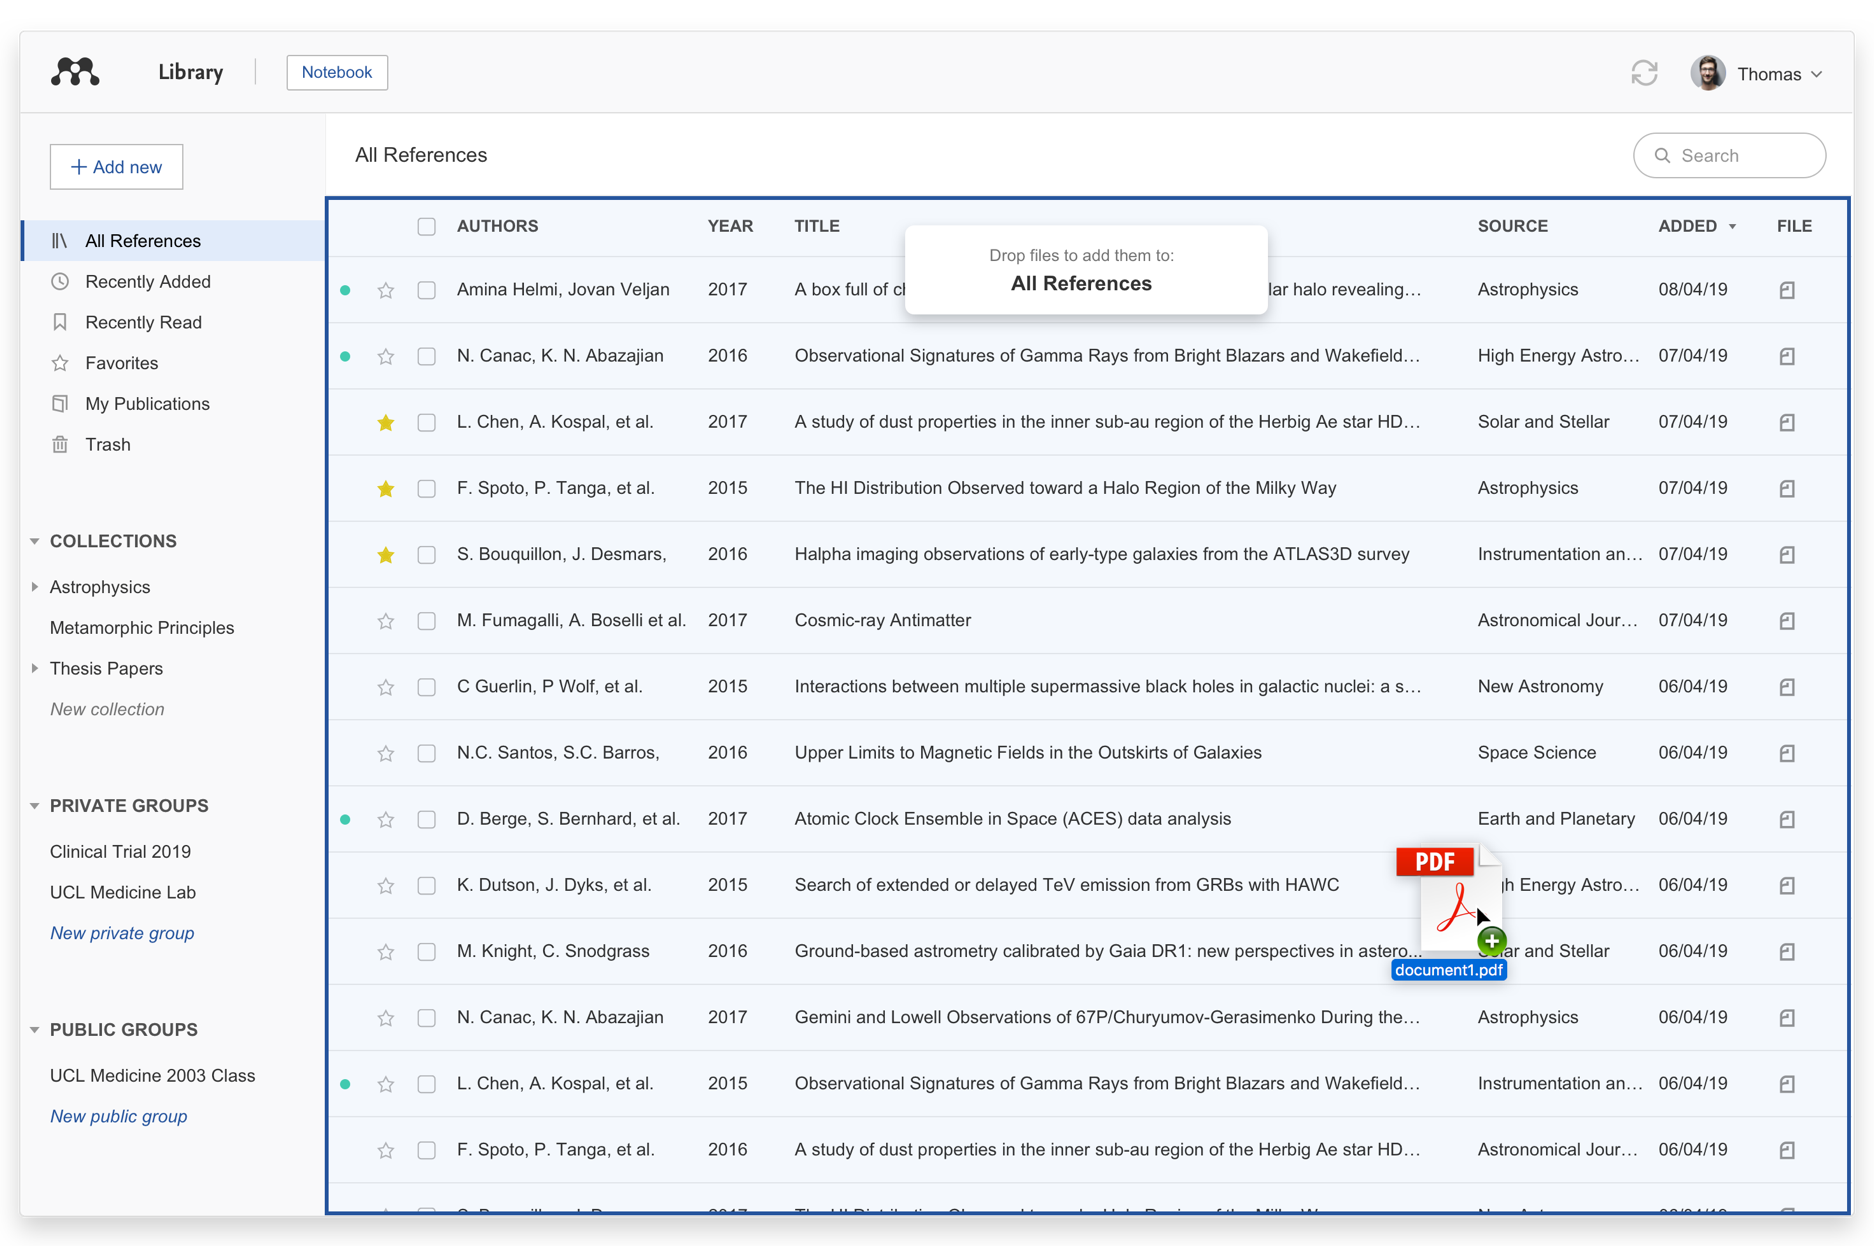 Library
Notebook
Thomas
Add new
All References
Search
All References
Recently Added
Recently Read
Favorites
My Publications
Trash
COLLECTIONS
Astrophysics
Metamorphic Principles
Thesis Papers
New collection
PRIVATE GROUPS
Clinical Trial 2019
UCL Medicine Lab
New private group
PUBLIC GROUPS
UCL Medicine 2003 Class
New public group
AUTHORS YEAR TITLE SOURCE ADDED FILE
Drop files to add them to:
All References
Amina Helmi, Jovan Veljan 2017 A box full of lar halo revealing… Astrophysics 08/04/19
N. Canac, K. N. Abazajian 2016 Observational Signatures of Gamma Rays from Bright Blazars and Wakefield… High Energy Astro… 07/04/19
L. Chen, A. Kospal, et al. 2017 A study of dust properties in the inner sub-au region of the Herbig Ae star HD… Solar and Stellar 07/04/19
F. Spoto, P. Tanga, et al. 2015 The HI Distribution Observed toward a Halo Region of the Milky Way Astrophysics 07/04/19
S. Bouquillon, J. Desmars, 2016 Halpha imaging observations of early-type galaxies from the ATLAS3D survey Instrumentation an… 07/04/19
M. Fumagalli, A. Boselli et al. 2017 Cosmic-ray Antimatter Astronomical Jour… 07/04/19
C Guerlin, P Wolf, et al. 2015 Interactions between multiple supermassive black holes in galactic nuclei: a s… New Astronomy 06/04/19
N.C. Santos, S.C. Barros, 2016 Upper Limits to Magnetic Fields in the Outskirts of Galaxies Space Science 06/04/19
D. Berge, S. Bernhard, et al. 2017 Atomic Clock Ensemble in Space (ACES) data analysis Earth and Planetary 06/04/19
K. Dutson, J. Dyks, et al. 2015 Search of extended or delayed TeV emission from GRBs with HAWC gh Energy Astro… 06/04/19
PDF
M. Knight, C. Snodgrass 2016 Ground-based astrometry calibrated by Gaia DR1: new perspectives in astero... and Stellar 06/04/19
document1.pdf
N. Canac, K. N. Abazajian 2017 Gemini and Lowell Observations of 67P/Churyumov-Gerasimenko During the… Astrophysics 06/04/19
L. Chen, A. Kospal, et al. 2015 Observational Signatures of Gamma Rays from Bright Blazars and Wakefield… Instrumentation an… 06/04/19
F. Spoto, P. Tanga, et al. 2016 A study of dust properties in the inner sub-au region of the Herbig Ae star HD… Astronomical Jour… 06/04/19